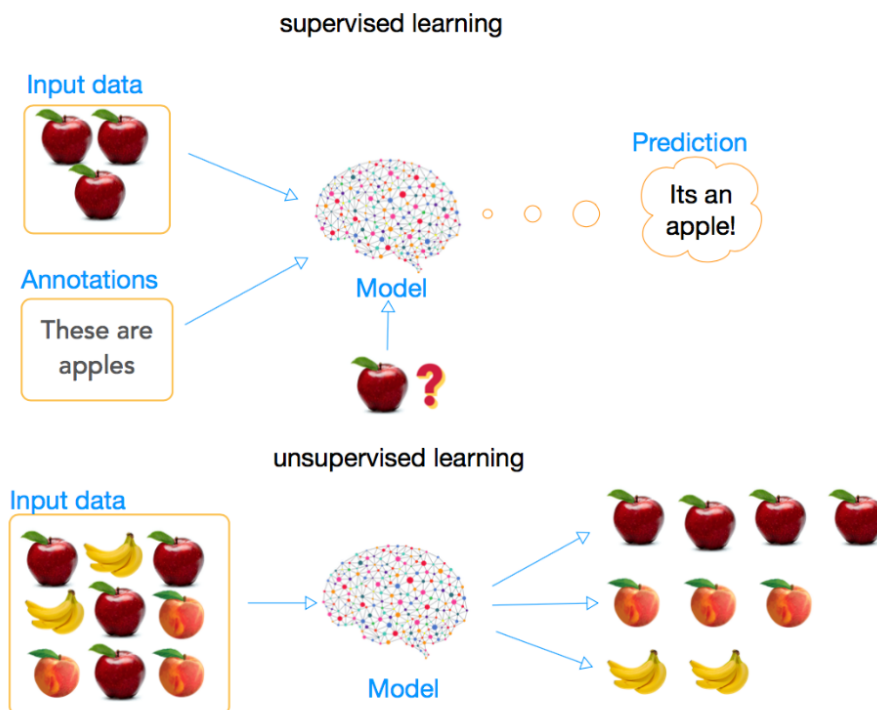 supervised learning
Input data
Prediction
Its an
apple!
Annotations
These are
apples
Model
?
unsupervised learning
Input data
Model